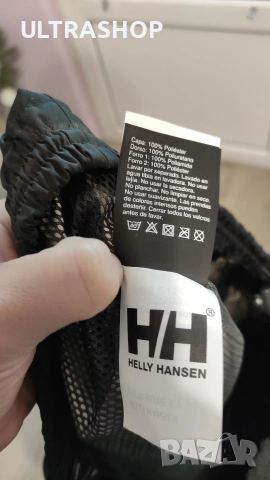 ULTRASHOP
Capa: 100% Poliéster
Dorso: 100% Poliuretano
Forro 1: 100% Poliamida
Forro 2: 100% Poliéster
Lavar por separado. Lavado en
agua tibia en lavadora. No usar
lejía. No usar la secadora.
No planchar. No lavar en seco.
No usar suavizante. Las prendas
de colores intensos pueden
desteñir. Cerrar todos los velcros
antes de lavar.
HH®
HELLY HANSEN
BAZAR
БГ